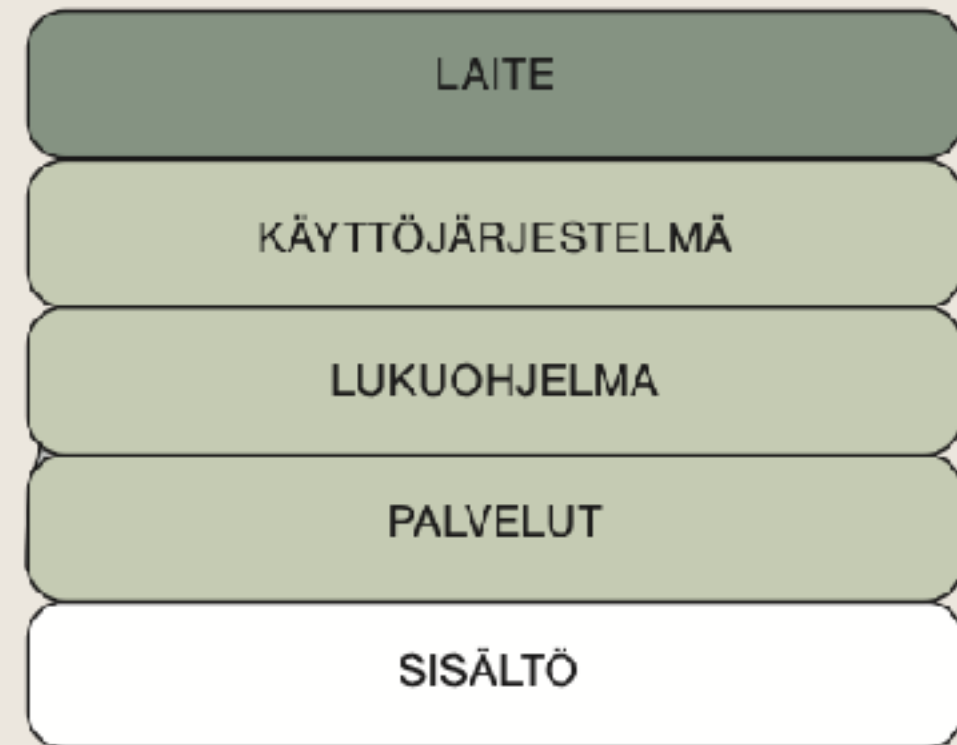 LAITE
KÄYTTÖJÄRJESTELMÄ
LUKUOHJELMA
PALVELUT
SISÄLTÖ